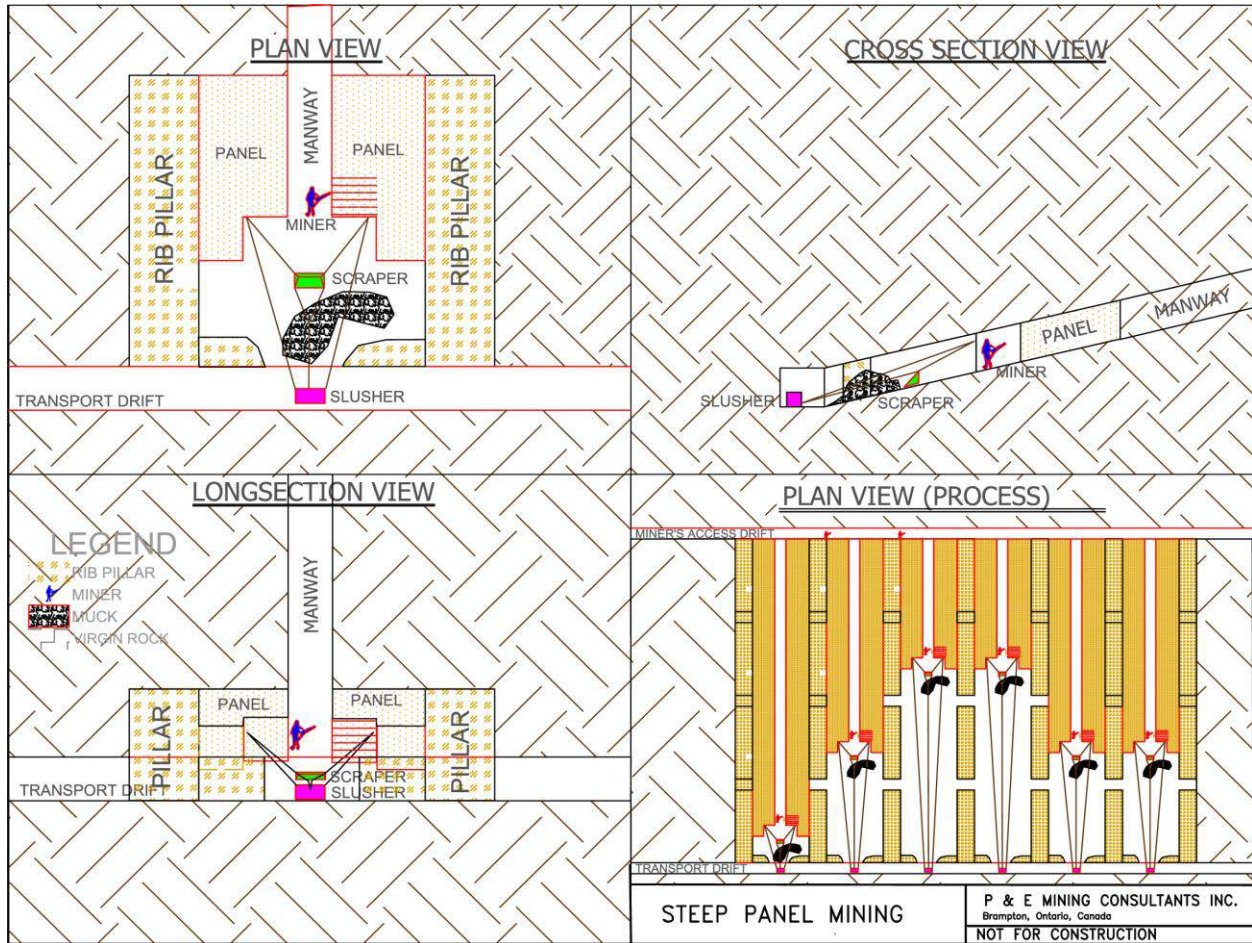 PLAN VIEW
MANWAY
PANEL
PANEL
RIB PILLAR
RIB PILLAR
MINER
SCRAPER
TRANSPORT DRIFT
SLUSHER
CROSS SECTION VIEW
MANWAY
PANEL
MINER
SLUSHER
SCRAPER
LONGSECTION VIEW
LEGEND
RIB PILLAR
MINER
MUCK
VIRGIN ROCK
MANWAY
PANEL
PANEL
PILLAR
PILLAR
SCRAPER
TRANSPORT DRIFT
SLUSHER
PLAN VIEW (PROCESS)
MINER'S ACCESS DRIFT
TRANSPORT DRIFT
STEEP PANEL MINING
P & E MINING CONSULTANTS INC.
Brampton, Ontario, Canada
NOT FOR CONSTRUCTION